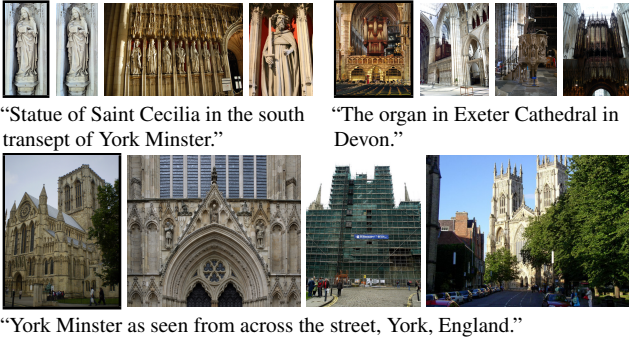 “Statue of Saint Cecilia in the south
transept of York Minster.”
“The organ in Exeter Cathedral in
Devon.”
“York Minster as seen from across the street, York, England.”